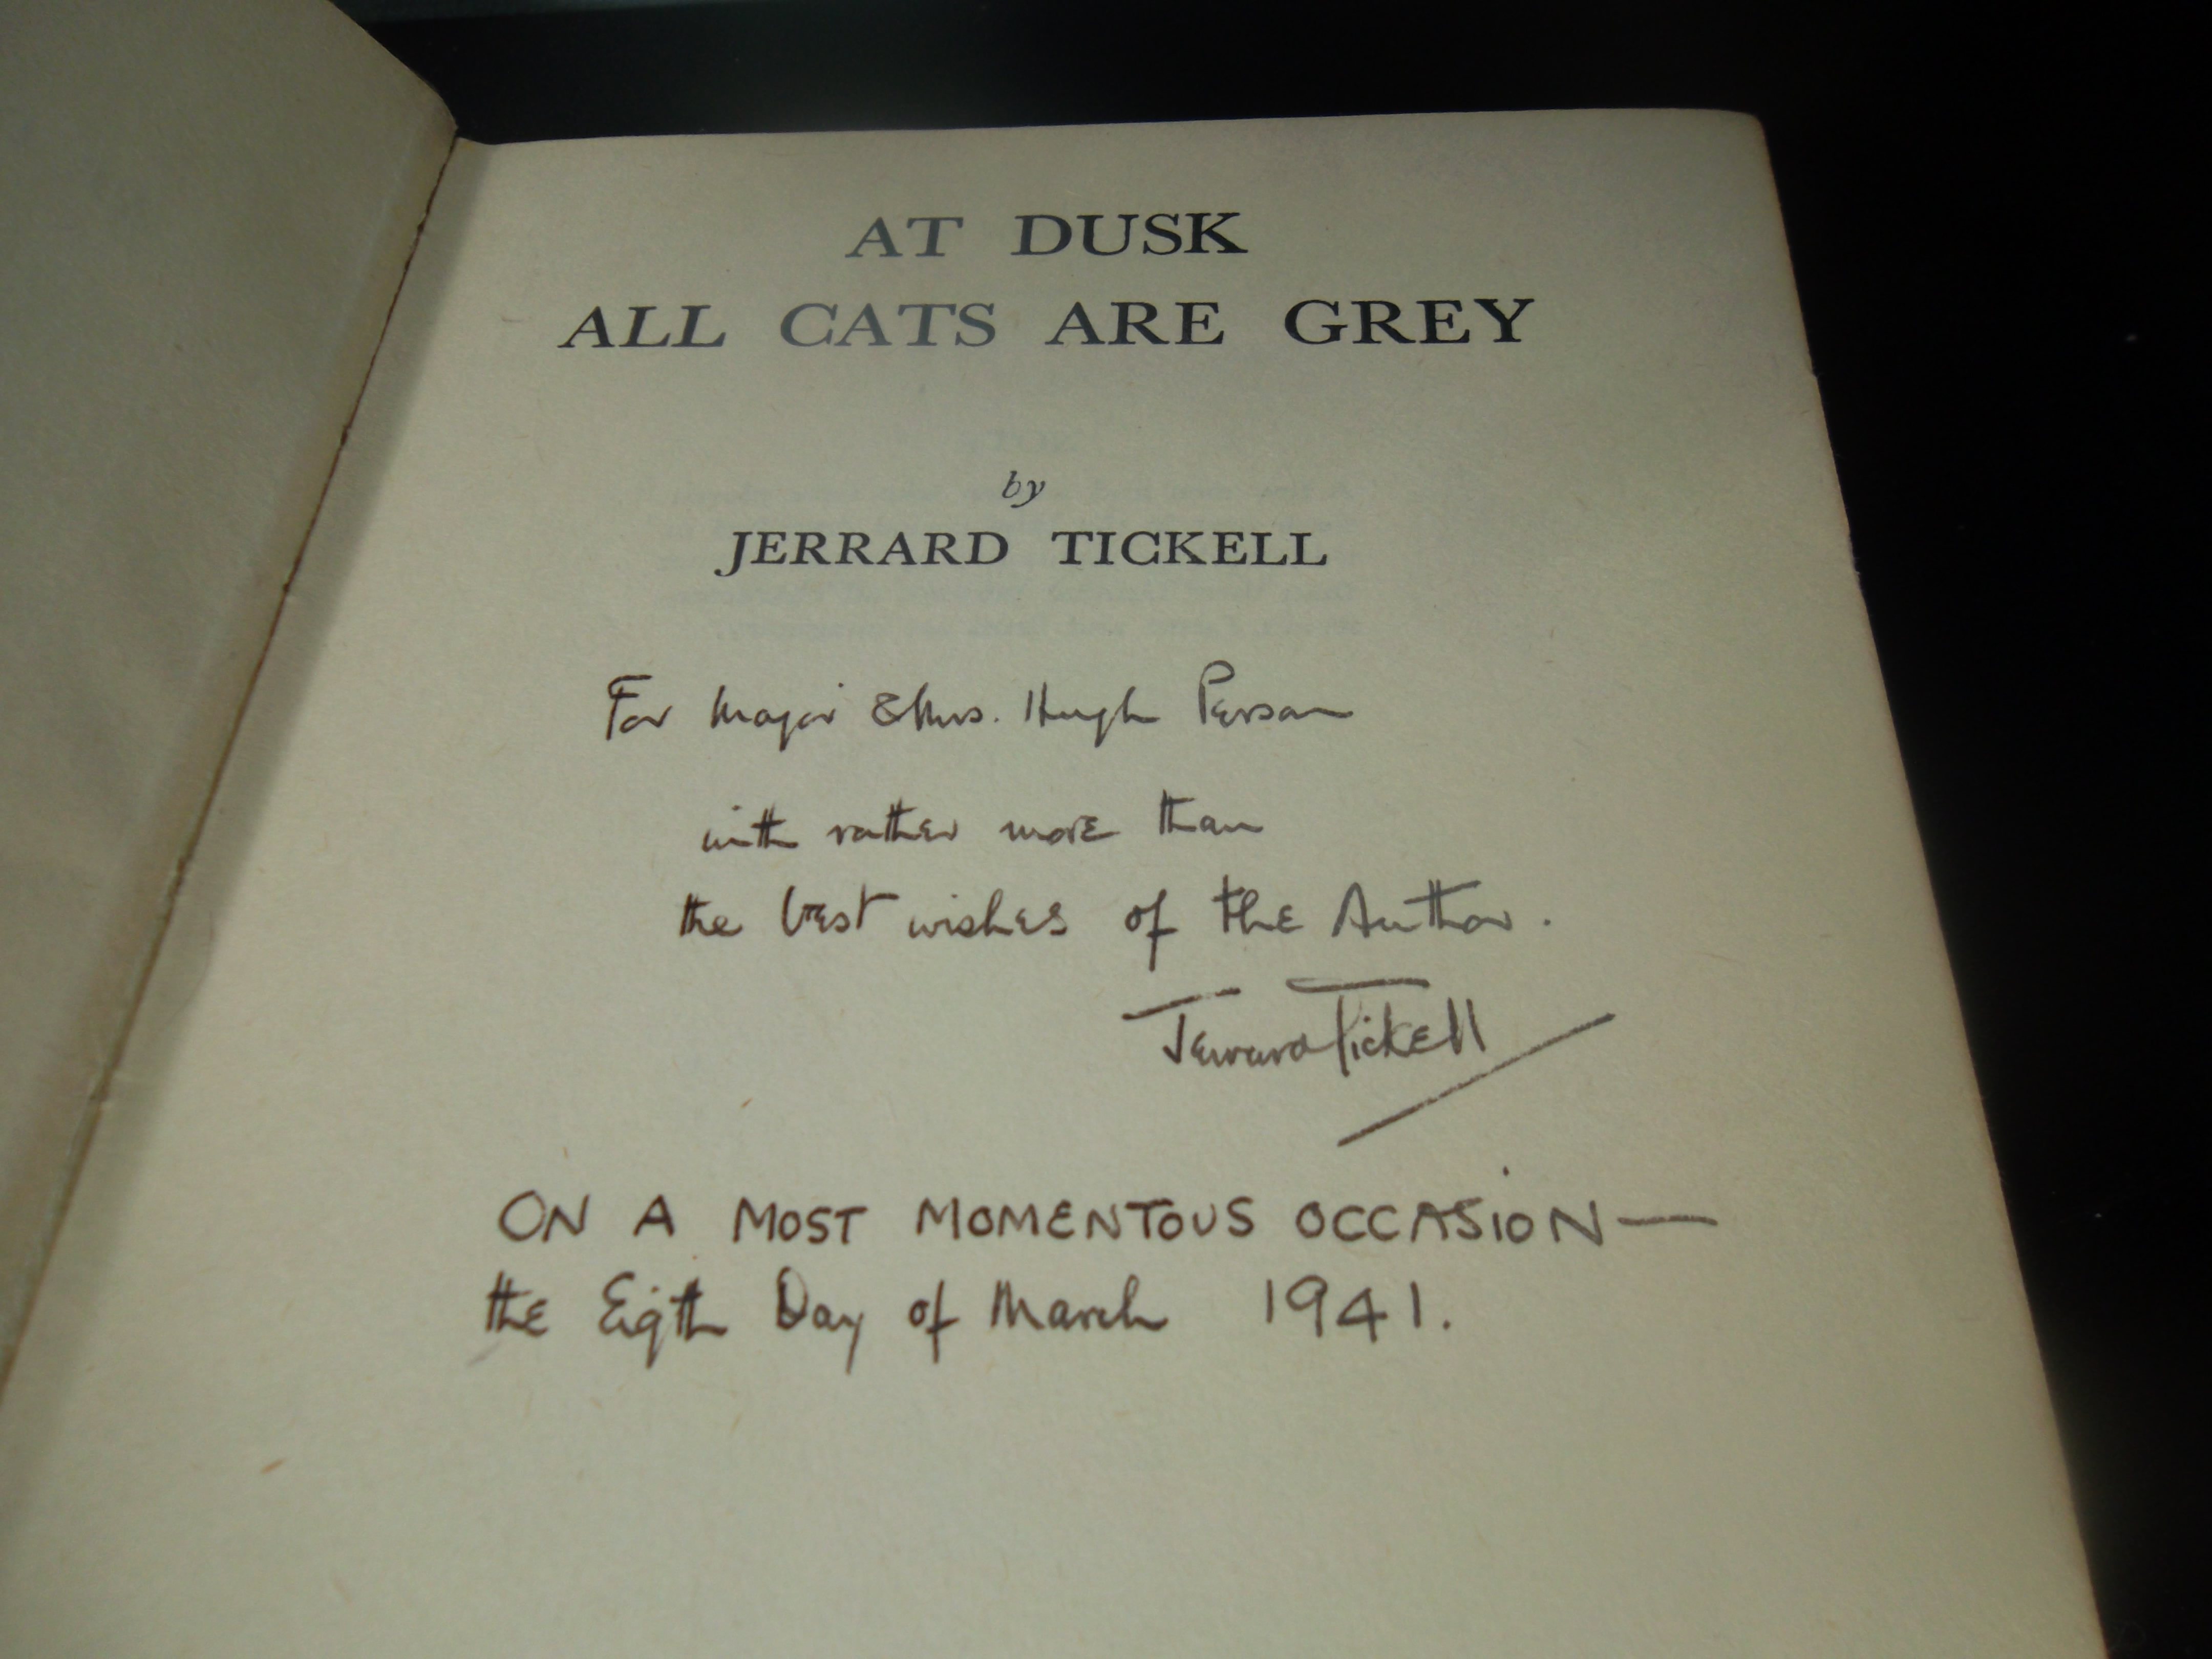 AT DUSK
ALL CATS ARE GREY
by
JERRARD TICKELL
For Major & Mrs. Hugh Person
with rather more than
the best wishes of the Author.
Jerrard Tickell
ON A MOST MOMENTOUS OCCASION—
the Eigth Day of March 1941.